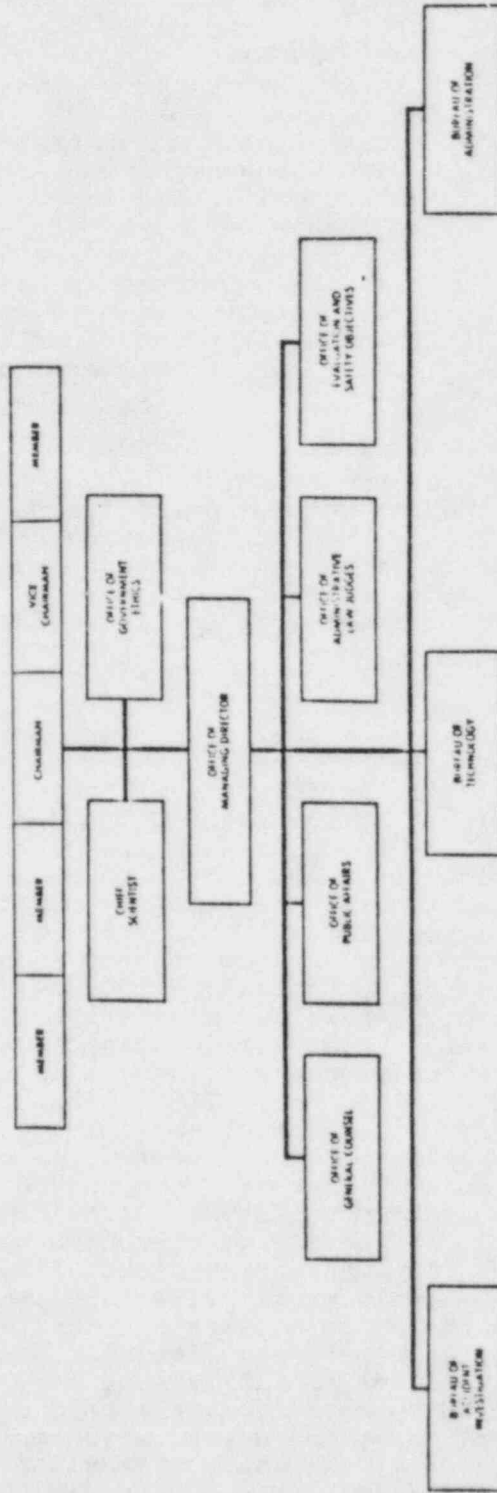 MEMBER
MEMBER
CHAIRMAN
VICE
CHAIRMAN
MEMBER
CHIEF
SCIENTIST
OFFICE OF
GOVERNMENT
ETHICS
OFFICE OF
MANAGING DIRECTOR
OFFICE OF
GENERAL COUNSEL
OFFICE OF
PUBLIC AFFAIRS
OFFICE OF
ADMINISTRATIVE
LAW JUDGES
OFFICE OF
EVALUATION AND
SAFETY OBJECTIVES
BUREAU OF
ACCIDENT
INVESTIGATION
BUREAU OF
TECHNOLOGY
BUREAU OF
ADMINISTRATION